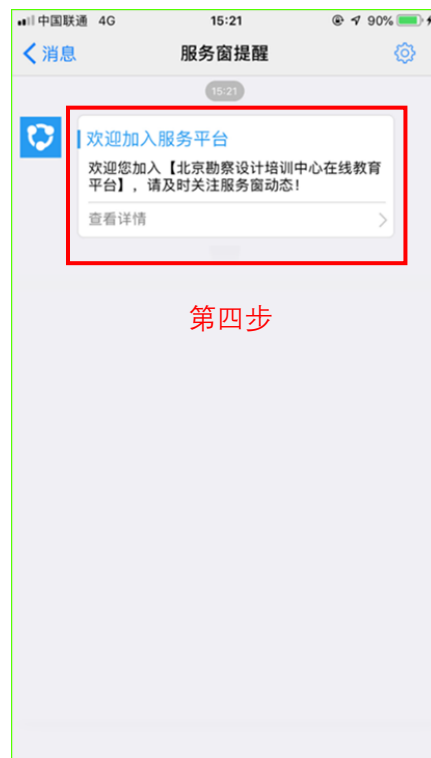 中国联通 4G 15:21 90%
消息 服务窗提醒
15:21
欢迎加入服务平台
欢迎您加入【北京勘察设计培训中心在线教育
平台】，请及时关注服务窗动态！
查看详情
第四步